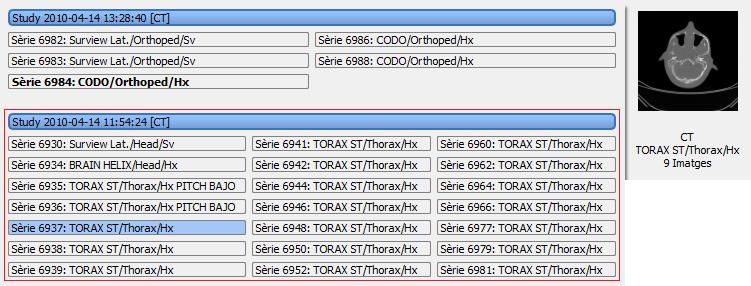 Study 2010-04-14 13:28:40 [CT]
Sèrie 6982: Surview Lat./Orthoped/Sv
Sèrie 6986: CODO/Orthoped/Hx
Sèrie 6983: Surview Lat./Orthoped/Sv
Sèrie 6988: CODO/Orthoped/Hx
Sèrie 6984: CODO/Orthoped/Hx
Study 2010-04-14 11:54:24 [CT]
Sèrie 6930: Surview Lat./Head/Sv
Sèrie 6941: TORAX ST/Thorax/Hx
Sèrie 6960: TORAX ST/Thorax/Hx
Sèrie 6934: BRAIN HELIX/Head/Hx
Sèrie 6942: TORAX ST/Thorax/Hx
Sèrie 6962: TORAX ST/Thorax/Hx
Sèrie 6935: TORAX ST/Thorax/Hx PITCH BAJO
Sèrie 6944: TORAX ST/Thorax/Hx
Sèrie 6964: TORAX ST/Thorax/Hx
Sèrie 6936: TORAX ST/Thorax/Hx PITCH BAJO
Sèrie 6946: TORAX ST/Thorax/Hx
Sèrie 6966: TORAX ST/Thorax/Hx
Sèrie 6937: TORAX ST/Thorax/Hx
Sèrie 6948: TORAX ST/Thorax/Hx
Sèrie 6977: TORAX ST/Thorax/Hx
Sèrie 6938: TORAX ST/Thorax/Hx
Sèrie 6950: TORAX ST/Thorax/Hx
Sèrie 6979: TORAX ST/Thorax/Hx
Sèrie 6939: TORAX ST/Thorax/Hx
Sèrie 6952: TORAX ST/Thorax/Hx
Sèrie 6981: TORAX ST/Thorax/Hx
CT
TORAX ST/Thorax/Hx
9 Imatges